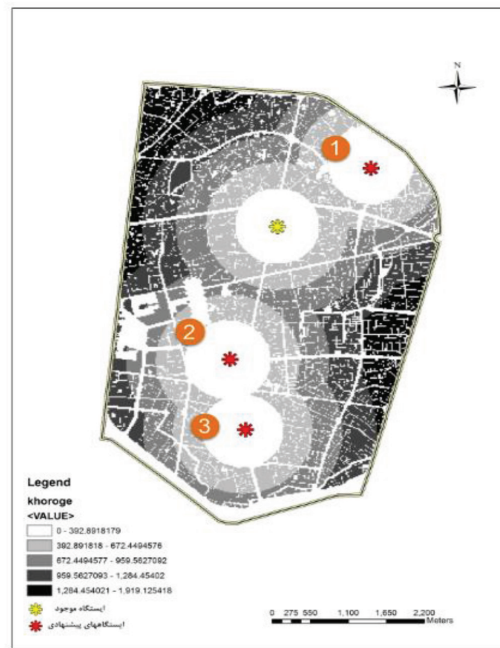 N
1
2
3
Legend
khoroge
<VALUE>
0 - 392.8918179
392.891818 - 672.4494576
672.4494577 - 959.5627092
959.5627093 - 1,284.45402
1,284.454021 - 1,919.125418
ایستگاه موجود
ایستگاههای پیشنهادی
0 275 550 1,100 1,650 2,200
Meters